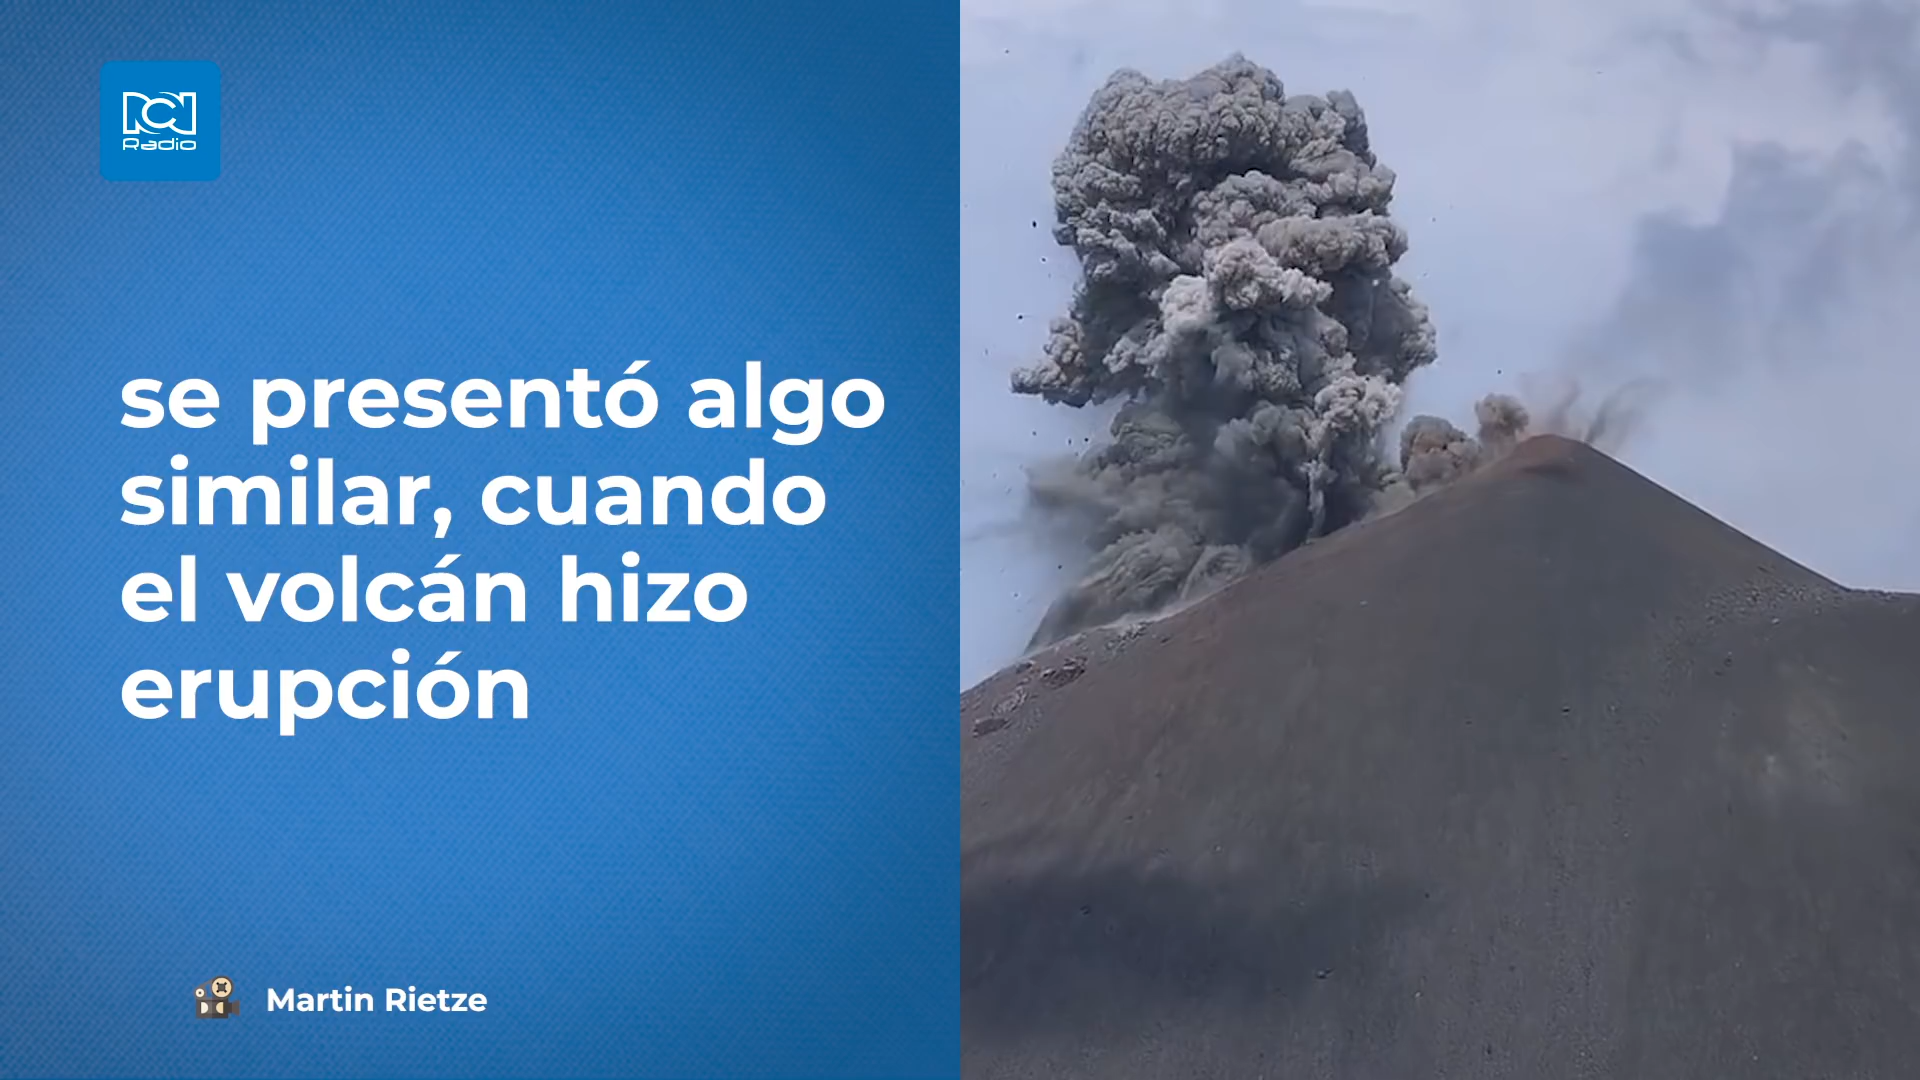 RCN
Radio
se presentó algo
similar, cuando
el volcán hizo
erupción
Martin Rietze